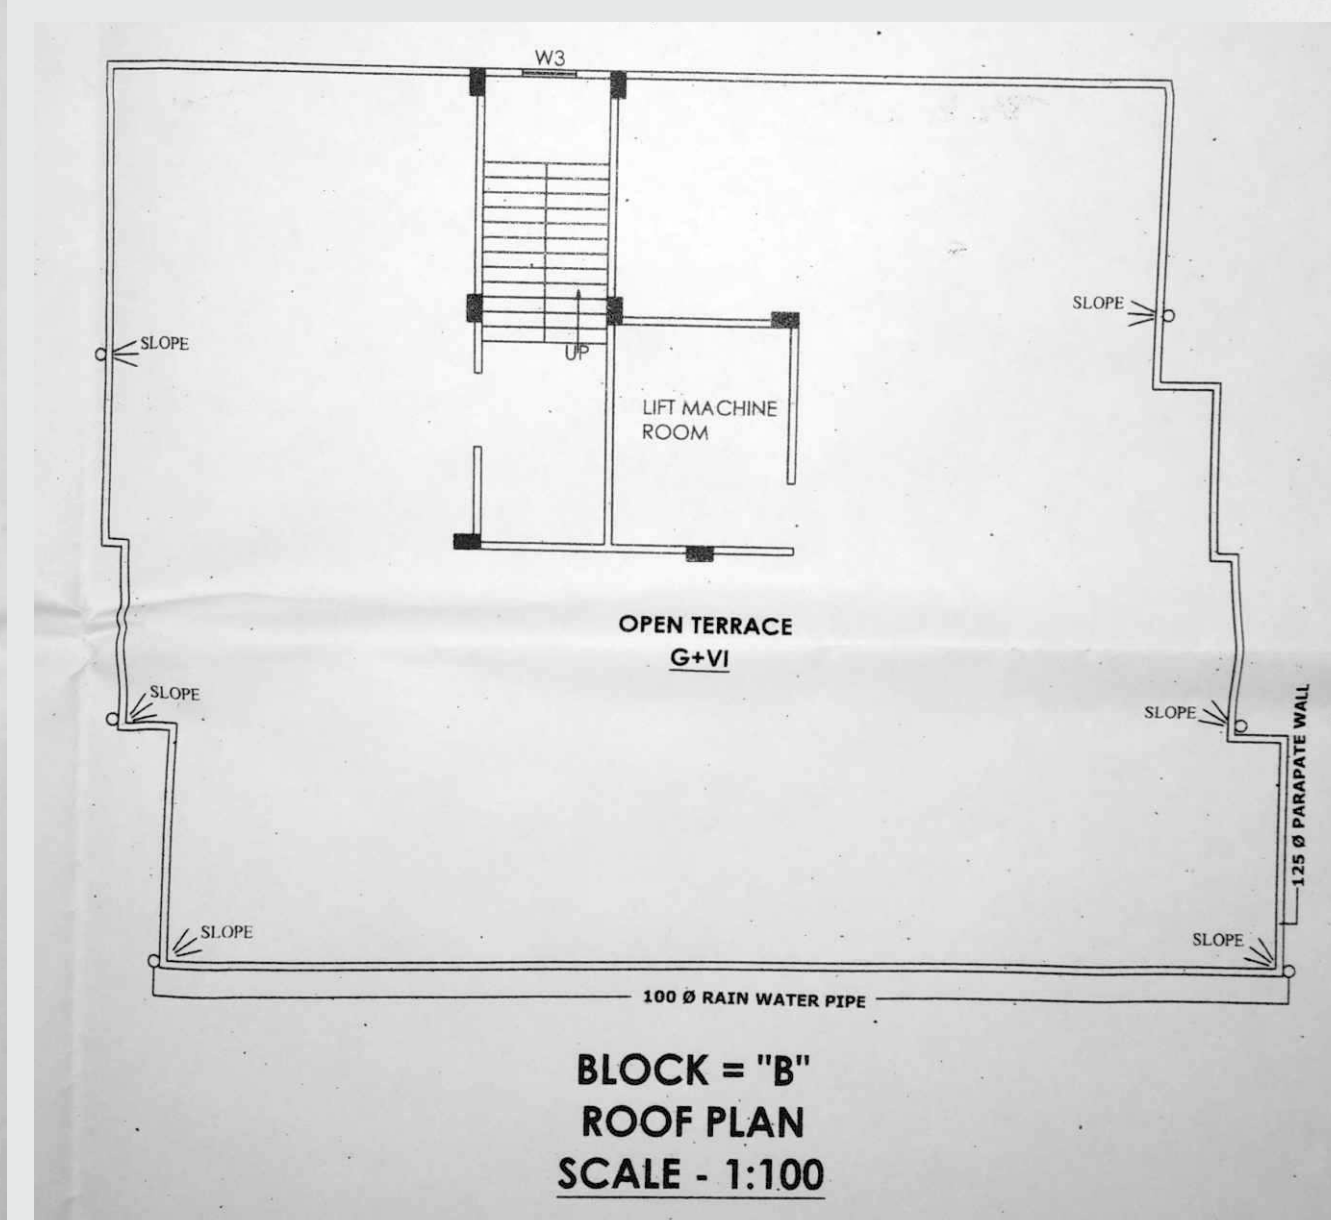 W3
SLOPE
SLOPE
UP
LIFT MACHINE
ROOM
OPEN TERRACE
G+VI
SLOPE
SLOPE
125 Ø PARAPATE WALL
SLOPE
SLOPE
100 Ø RAIN WATER PIPE
BLOCK = "B"
ROOF PLAN
SCALE - 1:100